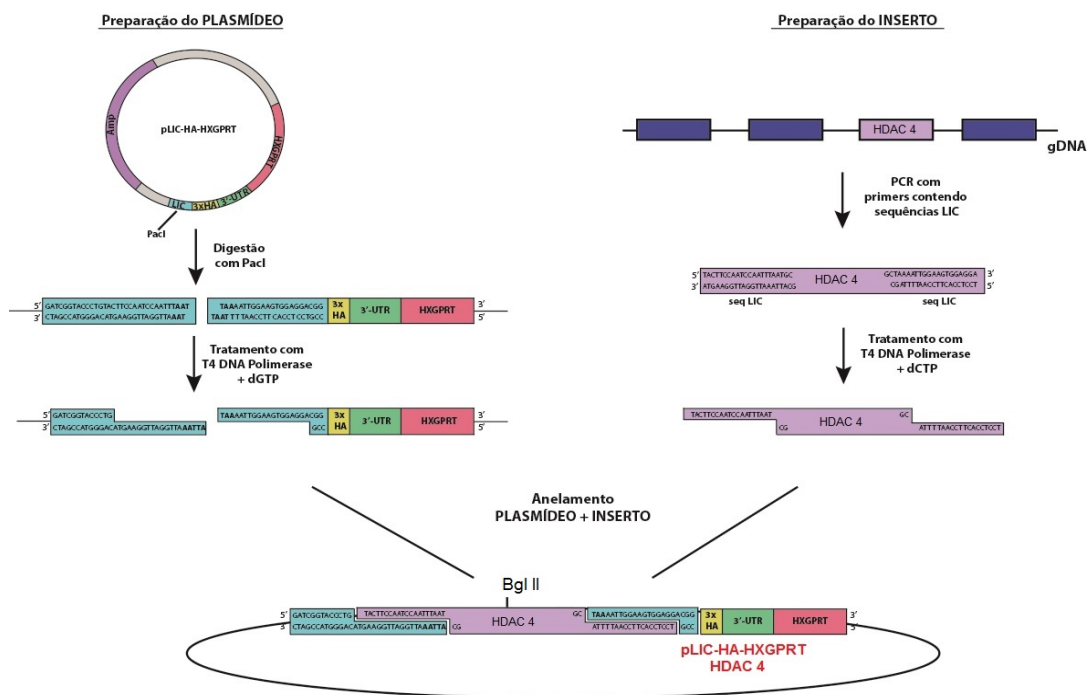 Preparação do PLASMÍDEO
Preparação do INSERTO
Amp
pLIC-HA-HXGPRT
HXGPRT
LIC
3xHA
3'-UTR
PacI
HDAC 4
gDNA
Digestão
com PacI
PCR com
primers contendo
sequências LIC
5' GATCGGTACCCTGTACTTCCAATCCAATTTAAT TAAAATTGGAAGTGGAGGACGG 3x HA 3'-UTR HXGPRT 3'
3' CTAGCCATGGGACATGAAGGTTAGGTTAAAT TAAT TTTAACCTT CACCT CCTGCC 5'
5' TACTTCCAATCCAATTTAATGC HDAC 4 GCTAAAATTGGAAGTGGAGGA 3'
3' ATGAAGGTTAGGTTAAATTACG CGATTTTAACCTTCACCTCCT 5'
seq LIC seq LIC
Tratamento com
T4 DNA Polimerase
+ dGTP
Tratamento com
T4 DNA Polimerase
+ dCTP
5' GATCGGTACCCTG TAAAATTGGAAGTGGAGGACGG 3x HA 3'-UTR HXGPRT 3'
3' CTAGCCATGGGACATGAAGGTTAGGTTAAATTA GCC 5'
TACTTCCAATCCAATTTAAT HDAC 4 GC
CG ATTTTAACCTTCACCTCCT
Anelamento
PLASMÍDEO + INSERTO
Bgl II
5' GATCGGTACCCTG TACTTCCAATCCAATTTAAT HDAC 4 GC TAAAATTGGAAGTGGAGGACGG 3x HA 3'-UTR HXGPRT 3'
3' CTAGCCATGGGACATGAAGGTTAGGTTAAATTA CG ATTTTAACCTTCACCTCCT GCC 5'
pLIC-HA-HXGPRT
HDAC 4